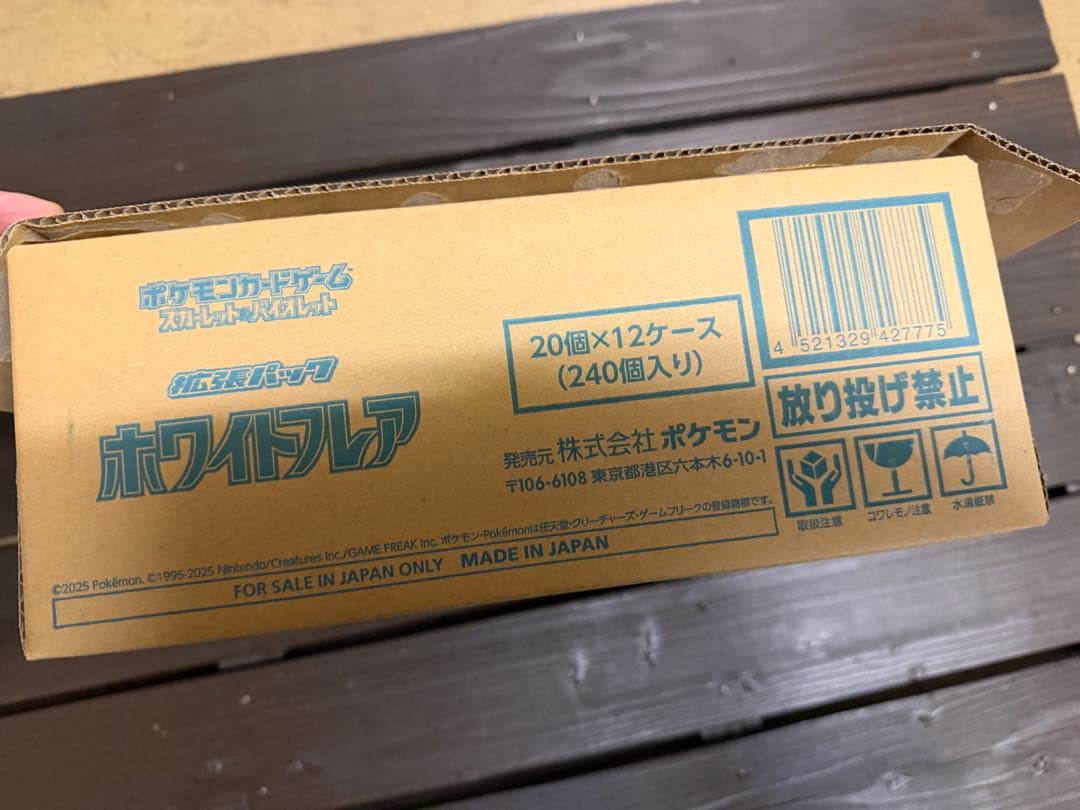 ポケモンカードゲーム
スカーレット&バイオレット
拡張パック
ホワイトフレア
20個×12ケース
(240個入り)
4 521329 427775
放り投げ禁止
発売元 株式会社 ポケモン
〒106-6108 東京都港区六本木6-10-1
取扱注意
コワレモノ注意
水濡厳禁
©2025 Pokémon. ©1995-2025 Nintendo/Creatures Inc./GAME FREAK Inc. ポケモン・Pokémonは任天堂・クリーチャーズ・ゲームフリークの登録商標です。
FOR SALE IN JAPAN ONLY MADE IN JAPAN